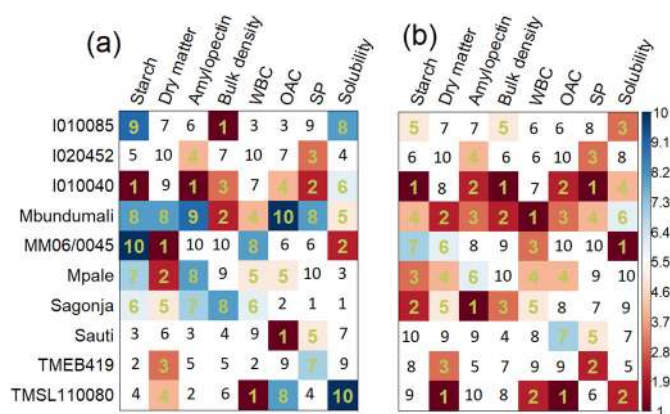 (a)
Starch
Dry matter
Amylopectin
Bulk density
WBC
OAC
SP
Solubility
(b)
Starch
Dry matter
Amylopectin
Bulk density
WBC
OAC
SP
Solubility
I010085 9 7 6 1 3 3 9 8 5 7 7 5 6 6 8 3
I020452 5 10 4 7 10 7 3 4 6 10 4 6 6 10 3 8
I010040 1 9 1 3 7 4 2 6 1 8 2 1 7 2 1 4
Mbundumali 8 8 9 2 4 10 8 5 4 2 3 2 1 3 4 6
MM06/0045 10 1 10 10 8 6 6 2 7 6 8 9 3 10 10 1
Mpale 7 2 8 9 5 5 10 3 3 4 6 10 4 4 9 10
Sagonja 6 5 7 8 6 2 1 1 2 5 1 3 5 8 7 9
Sauti 3 6 3 4 9 1 5 7 10 9 9 4 8 7 5 7
TMEB419 2 3 5 5 2 9 7 9 8 3 5 7 9 9 2 5
TMSL110080 4 4 2 6 1 8 4 10 9 1 10 8 2 1 6 2
10
9.1
8.2
7.3
6.4
5.5
4.6
3.7
2.8
1.9